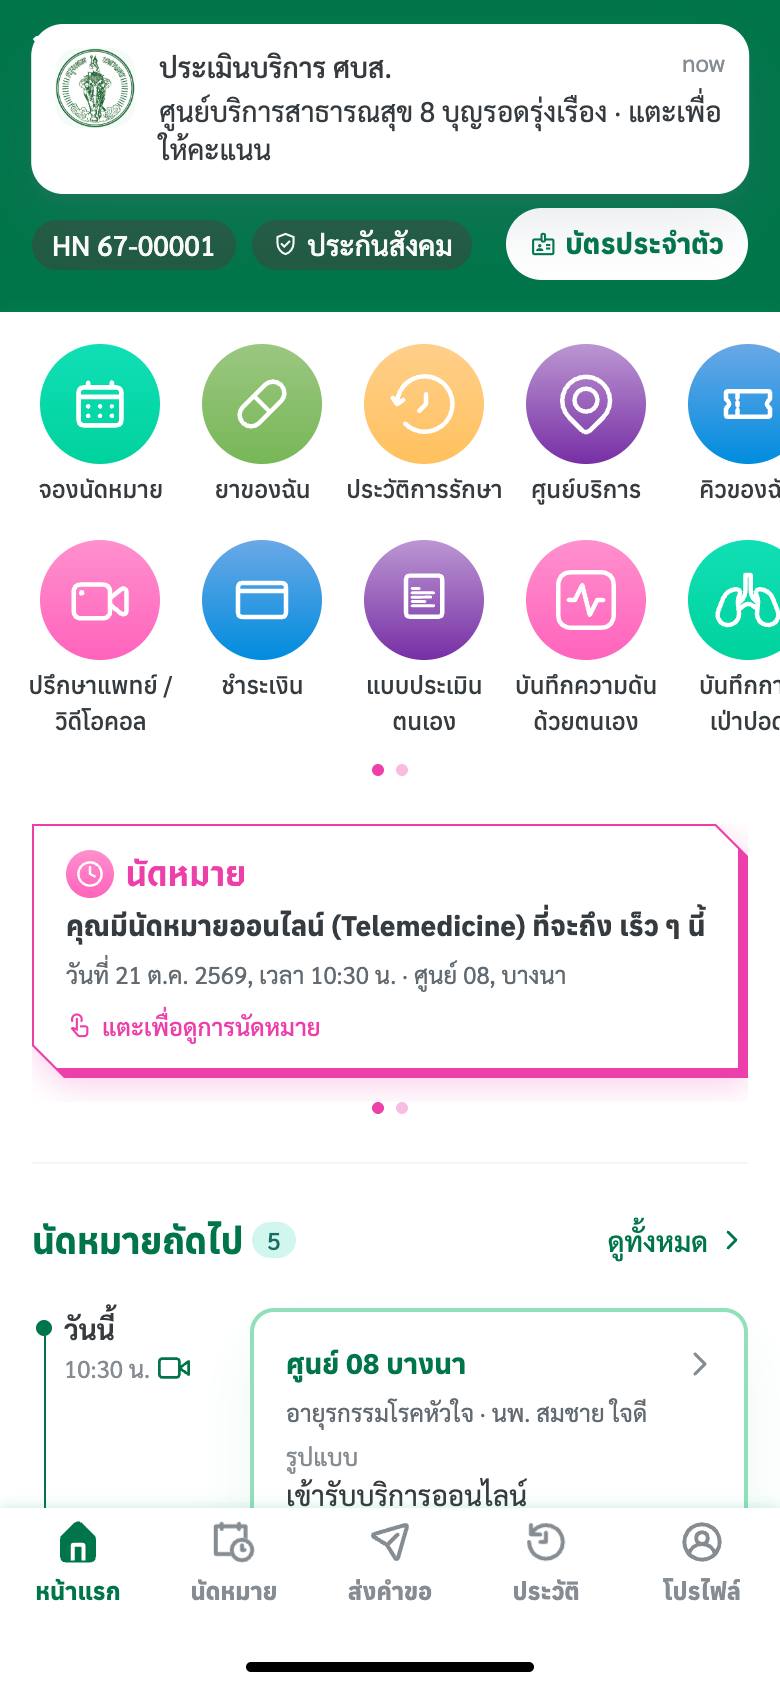 ประเมินบริการ ศบส.
now
ศูนย์บริการสาธารณสุข 8 บุญรอดรุ่งเรือง · แตะเพื่อ
ให้คะแนน
HN 67-00001
ประกันสังคม
บัตรประจำตัว
จองนัดหมาย
ยาของฉัน
ประวัติการรักษา
ศูนย์บริการ
คิวของฉั
ปรึกษาแพทย์ /
วิดีโอคอล
ชำระเงิน
แบบประเมิน
ตนเอง
บันทึกความดัน
ด้วยตนเอง
บันทึกกา
เป่าปอด
นัดหมาย
คุณมีนัดหมายออนไลน์ (Telemedicine) ที่จะถึง เร็ว ๆ นี้
วันที่ 21 ต.ค. 2569, เวลา 10:30 น. · ศูนย์ 08, บางนา
แตะเพื่อดูการนัดหมาย
นัดหมายถัดไป 5
ดูทั้งหมด
วันนี้
10:30 น.
ศูนย์ 08 บางนา
อายุรกรรมโรคหัวใจ · นพ. สมชาย ใจดี
รูปแบบ
เข้ารับบริการออนไลน์
หน้าแรก
นัดหมาย
ส่งคำขอ
ประวัติ
โปรไฟล์